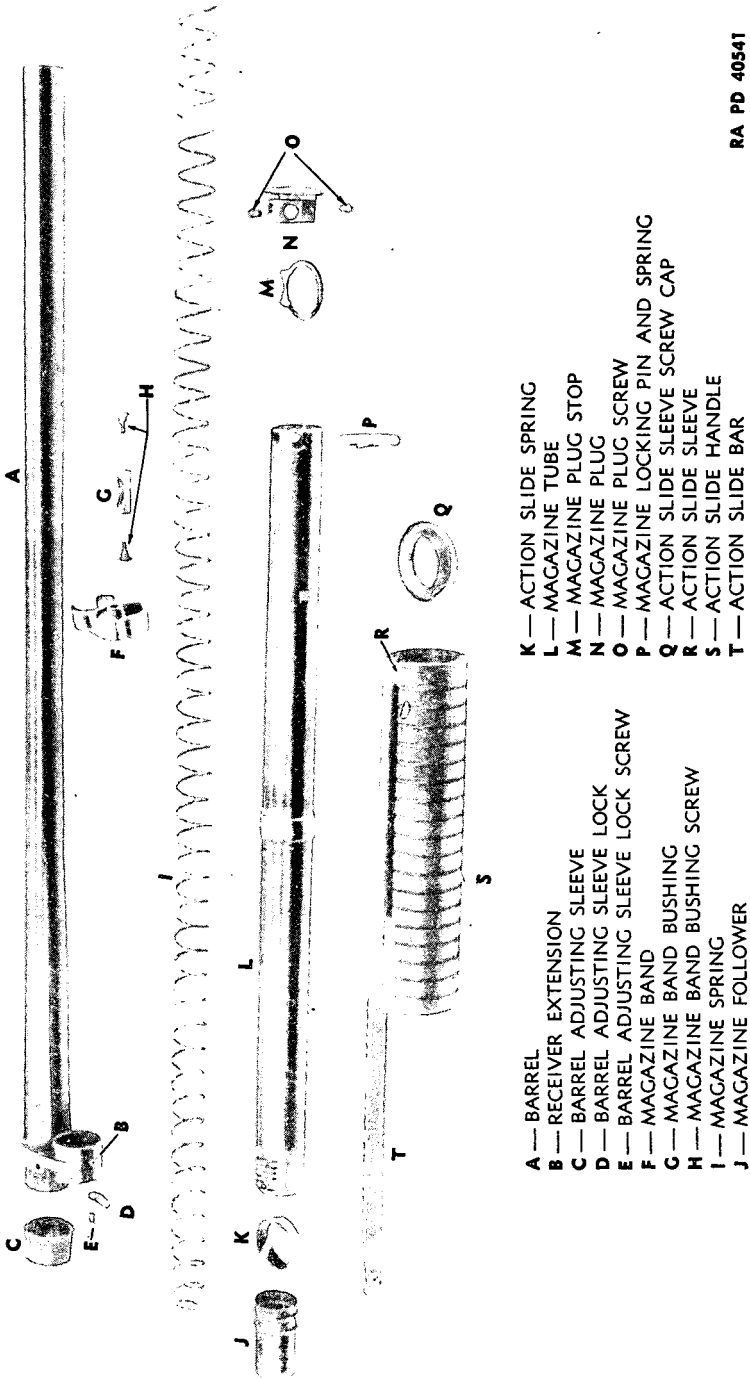 A
B
C
D
E
F
G
H
I
J
K
L
M
N
O
P
Q
R
S
T
A — BARREL
B — RECEIVER EXTENSION
C — BARREL ADJUSTING SLEEVE
D — BARREL ADJUSTING SLEEVE LOCK
E — BARREL ADJUSTING SLEEVE LOCK SCREW
F — MAGAZINE BAND
G — MAGAZINE BAND BUSHING
H — MAGAZINE BAND BUSHING SCREW
I — MAGAZINE SPRING
J — MAGAZINE FOLLOWER
K — ACTION SLIDE SPRING
L — MAGAZINE TUBE
M — MAGAZINE PLUG STOP
N — MAGAZINE PLUG
O — MAGAZINE PLUG SCREW
P — MAGAZINE LOCKING PIN AND SPRING
Q — ACTION SLIDE SLEEVE SCREW CAP
R — ACTION SLIDE SLEEVE
S — ACTION SLIDE HANDLE
T — ACTION SLIDE BAR
RA PD 40541